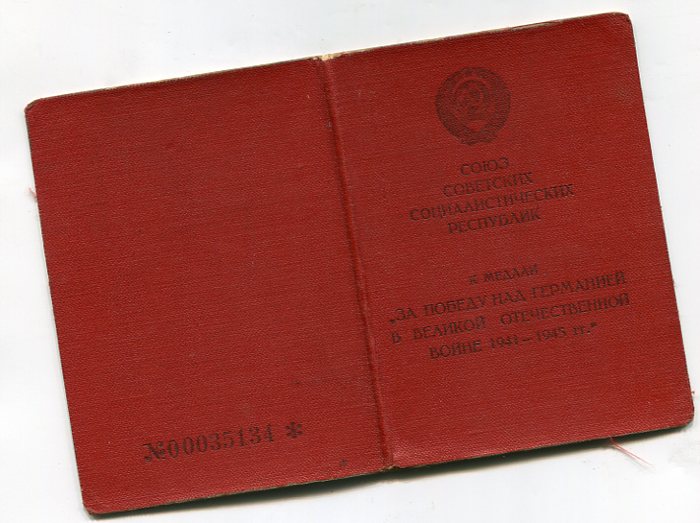 №00035134 *
СОЮЗ
СОВЕТСКИХ
СОЦИАЛИСТИЧЕСКИХ
РЕСПУБЛИК
К МЕДАЛИ
„ЗА ПОБЕДУ НАД ГЕРМАНИЕЙ
В ВЕЛИКОЙ ОТЕЧЕСТВЕННОЙ
ВОЙНЕ 1941–1945 гг.“